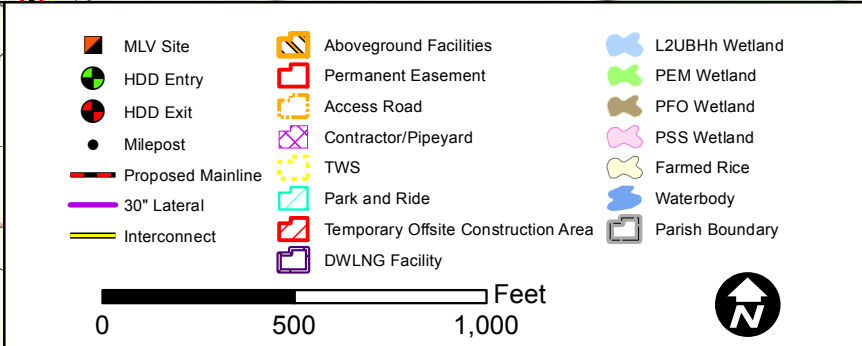 MLV Site
HDD Entry
HDD Exit
Milepost
Proposed Mainline
30" Lateral
Interconnect
Aboveground Facilities
Permanent Easement
Access Road
Contractor/Pipeyard
TWS
Park and Ride
Temporary Offsite Construction Area
DWLNG Facility
L2UBHh Wetland
PEM Wetland
PFO Wetland
PSS Wetland
Farmed Rice
Waterbody
Parish Boundary
Feet
0 500 1,000
N